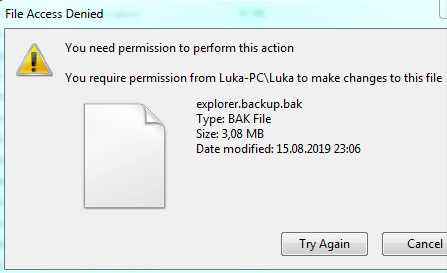 File Access Denied
You need permission to perform this action
You require permission from Luka-PC\Luka to make changes to this file
explorer.backup.bak
Type: BAK File
Size: 3,08 MB
Date modified: 15.08.2019 23:06
Try Again
Cancel